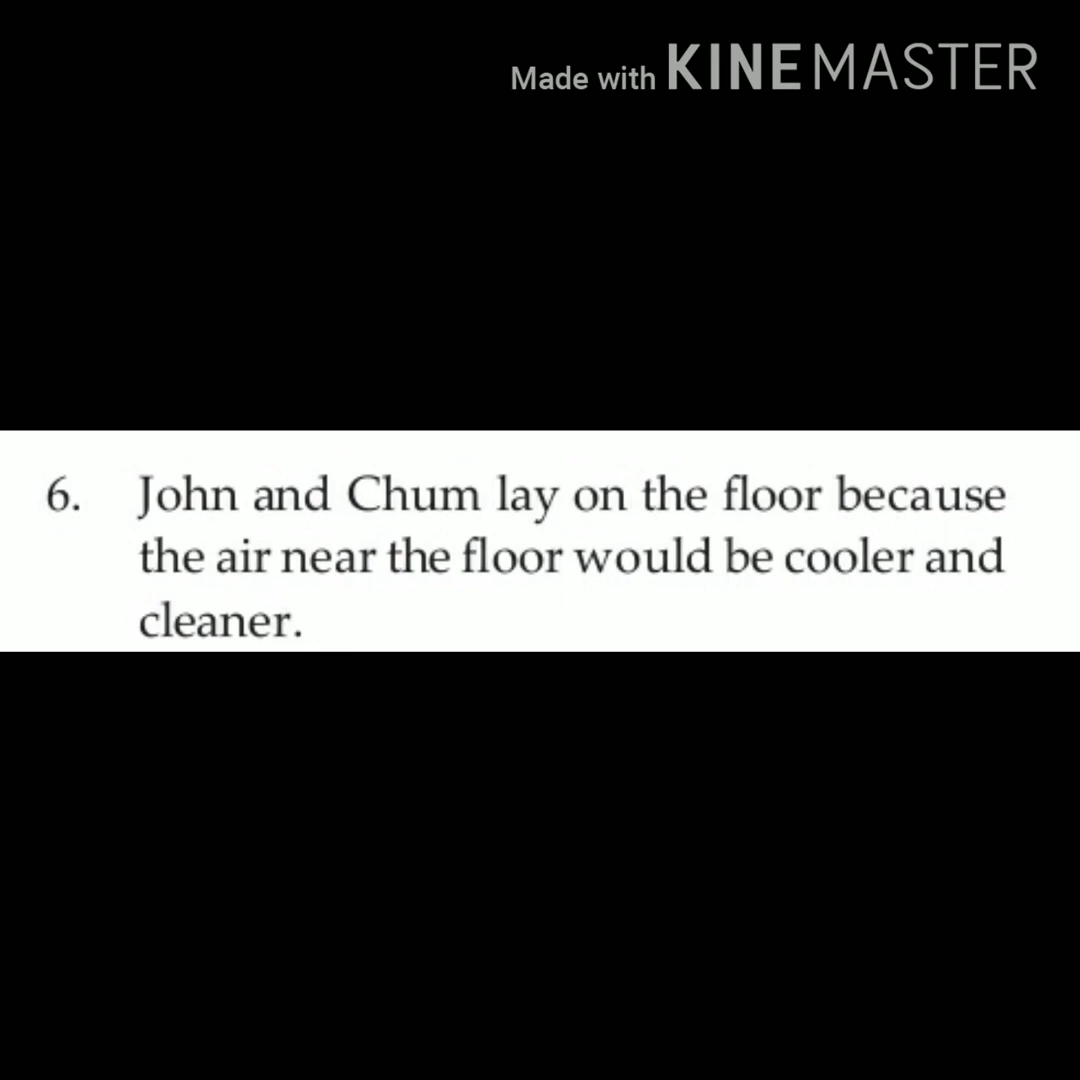 Made with KINEMASTER
6. John and Chum lay on the floor because
the air near the floor would be cooler and
cleaner.